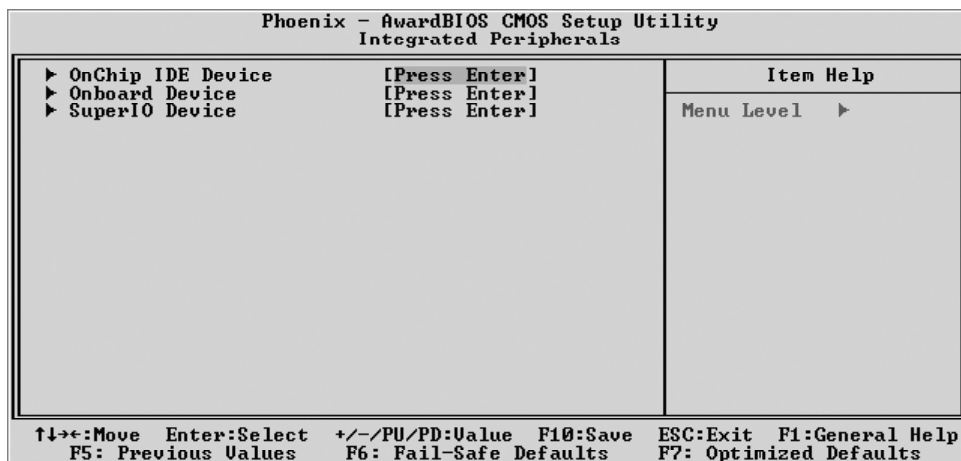 Phoenix - AwardBIOS CMOS Setup Utility
Integrated Peripherals
▶ OnChip IDE Device [Press Enter]
▶ Onboard Device [Press Enter]
▶ SuperIO Device [Press Enter]
Item Help
Menu Level ▶
↑↓→←:Move Enter:Select +/-/PU/PD:Value F10:Save ESC:Exit F1:General Help
F5: Previous Values F6: Fail-Safe Defaults F7: Optimized Defaults